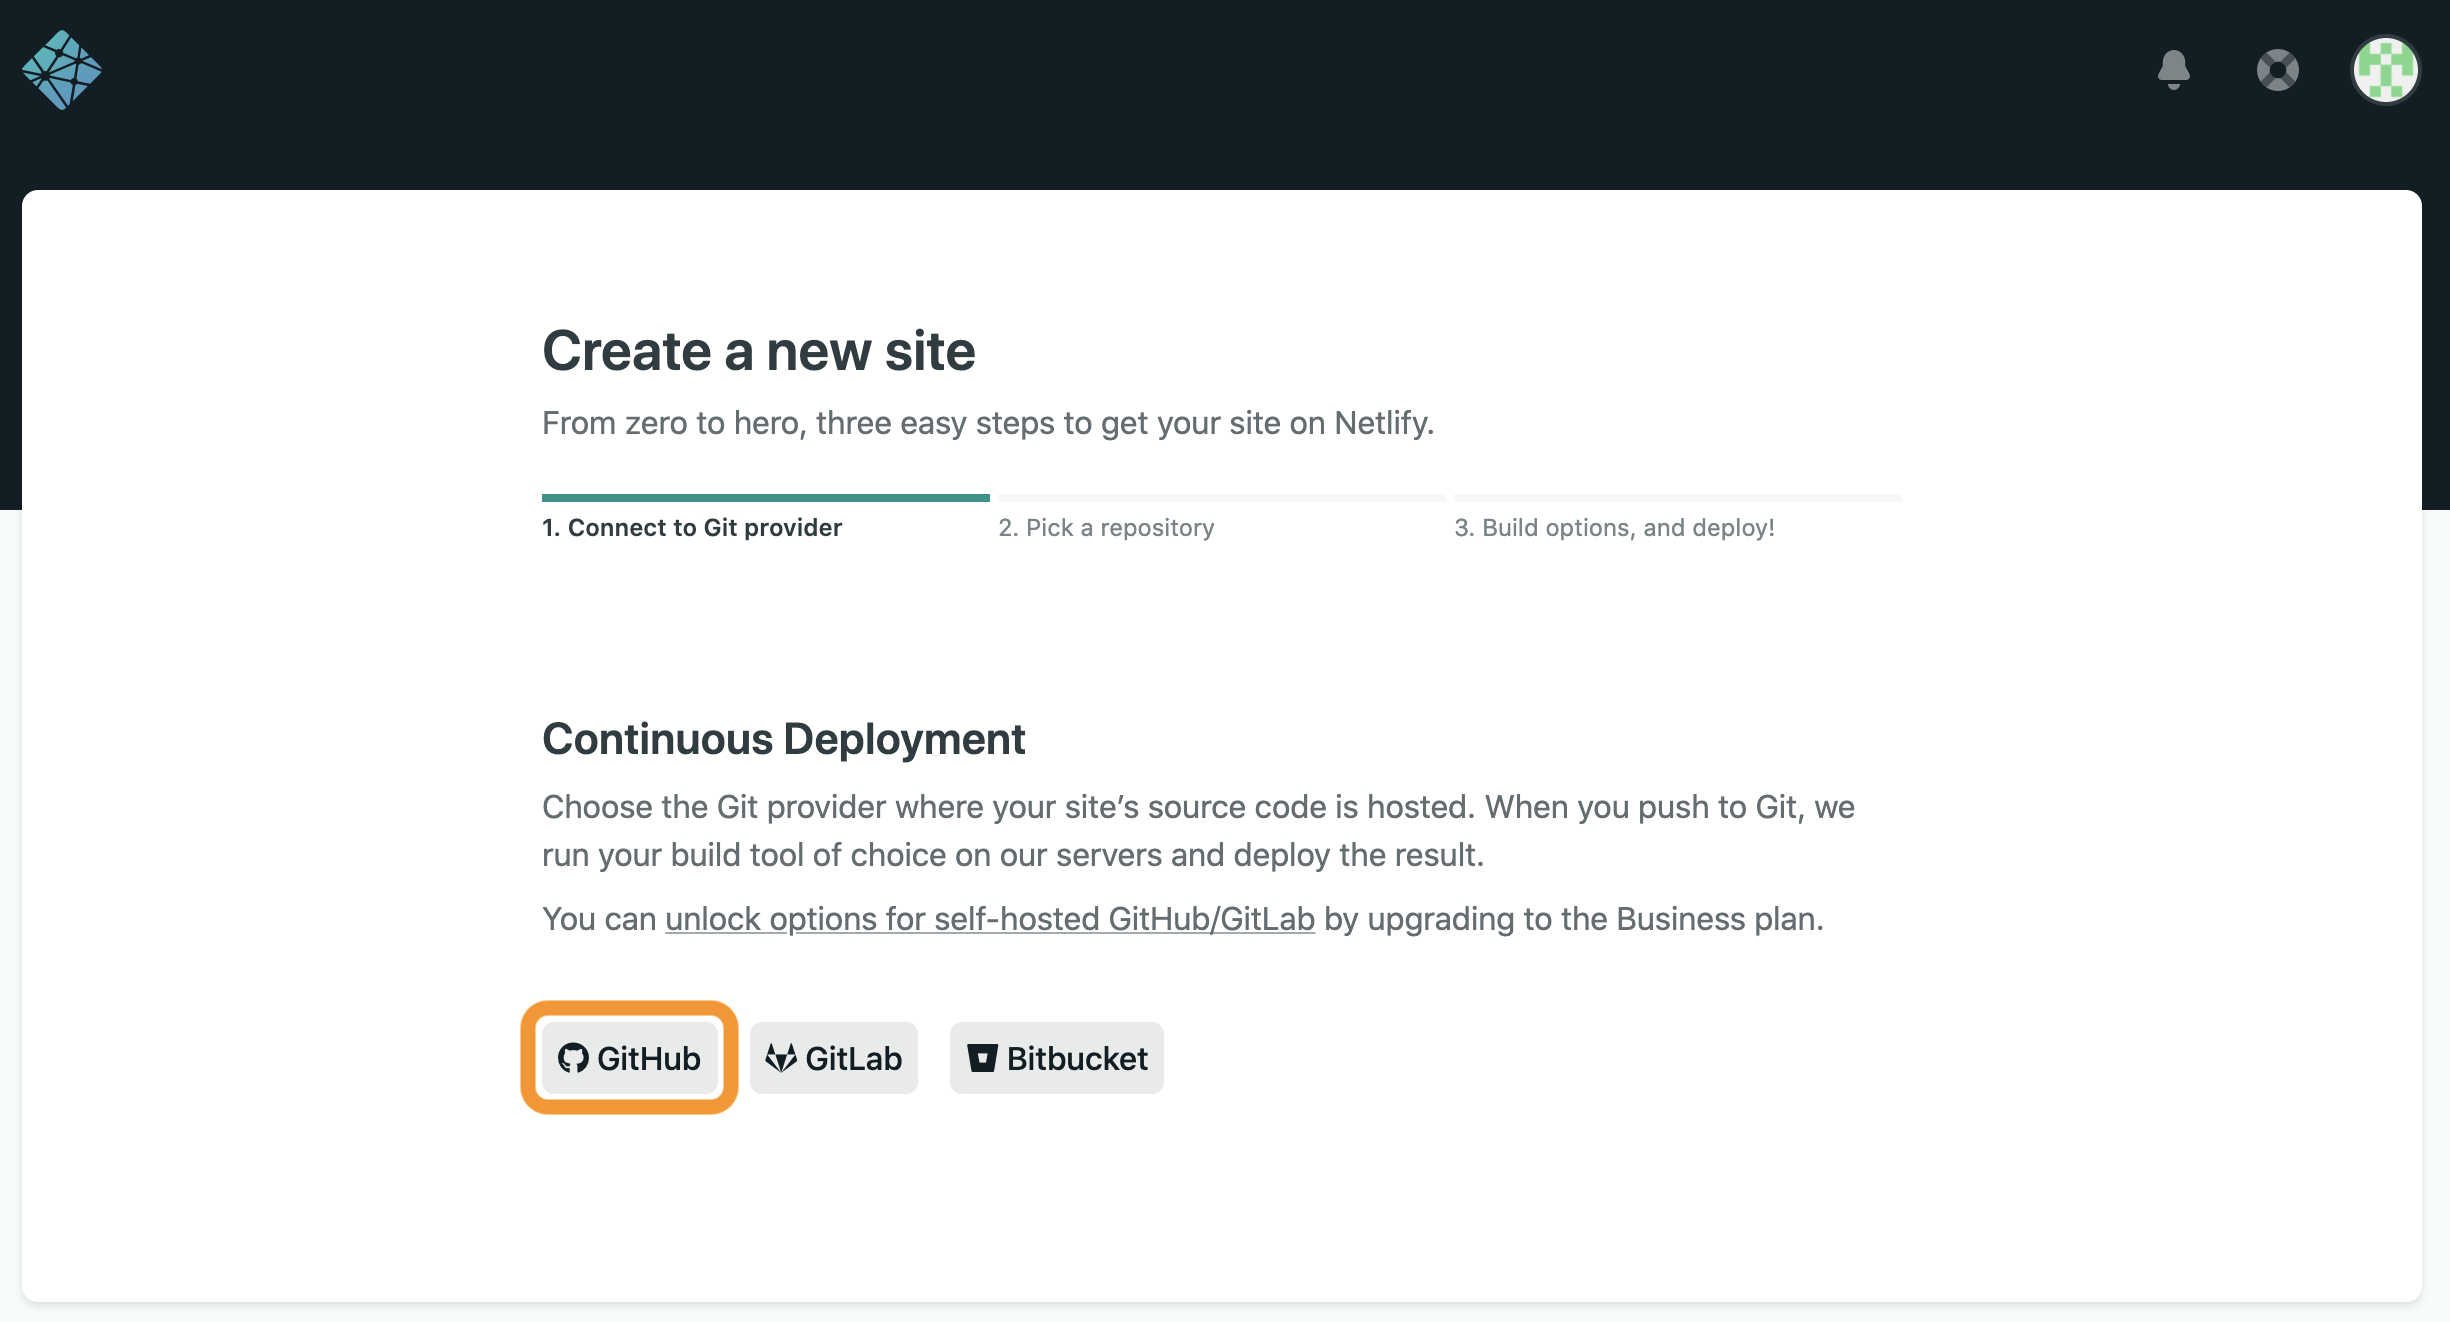 Create a new site
From zero to hero, three easy steps to get your site on Netlify.
1. Connect to Git provider
2. Pick a repository
3. Build options, and deploy!
Continuous Deployment
Choose the Git provider where your site’s source code is hosted. When you push to Git, we
run your build tool of choice on our servers and deploy the result.
You can unlock options for self-hosted GitHub/GitLab by upgrading to the Business plan.
GitHub
GitLab
Bitbucket